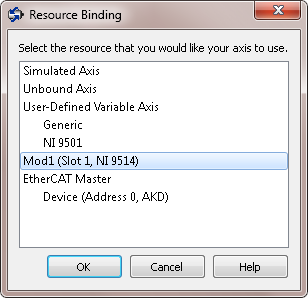 Resource Binding
Select the resource that you would like your axis to use.
Simulated Axis
Unbound Axis
User-Defined Variable Axis
Generic
NI 9501
Mod1 (Slot 1, NI 9514)
EtherCAT Master
Device (Address 0, AKD)
OK Cancel Help